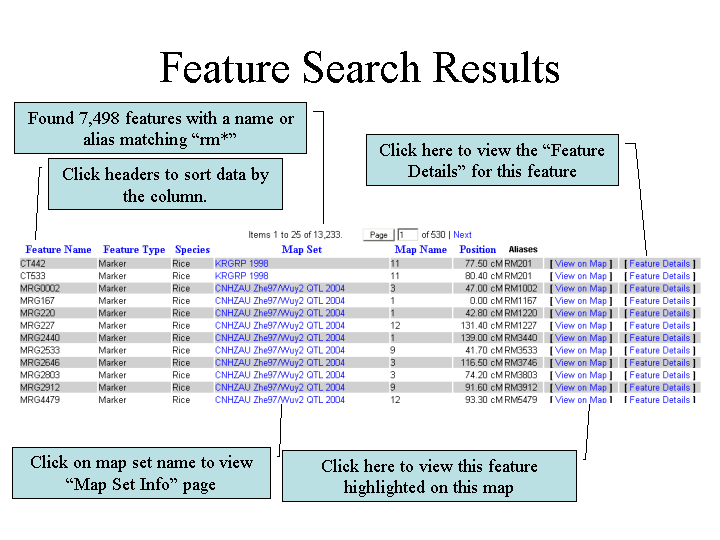 Feature Search Results
Found 7,498 features with a name or
alias matching “rm*”
Click here to view the “Feature
Details” for this feature
Click headers to sort data by
the column.
Items 1 to 25 of 13,233. Page 1 of 530 | Next
Feature Name Feature Type Species Map Set Map Name Position Aliases
CT442 Marker Rice KRGRP 1998 11 77.50 cM RM201 [ View on Map ] [ Feature Details ]
CT533 Marker Rice KRGRP 1998 11 80.40 cM RM201 [ View on Map ] [ Feature Details ]
MRG0002 Marker Rice CNHZAU Zhe97/Wuy2 QTL 2004 3 47.00 cM RM1002 [ View on Map ] [ Feature Details ]
MRG167 Marker Rice CNHZAU Zhe97/Wuy2 QTL 2004 1 0.00 cM RM1167 [ View on Map ] [ Feature Details ]
MRG220 Marker Rice CNHZAU Zhe97/Wuy2 QTL 2004 1 42.80 cM RM1220 [ View on Map ] [ Feature Details ]
MRG227 Marker Rice CNHZAU Zhe97/Wuy2 QTL 2004 12 131.40 cM RM1227 [ View on Map ] [ Feature Details ]
MRG2440 Marker Rice CNHZAU Zhe97/Wuy2 QTL 2004 1 139.00 cM RM3440 [ View on Map ] [ Feature Details ]
MRG2533 Marker Rice CNHZAU Zhe97/Wuy2 QTL 2004 9 41.70 cM RM3533 [ View on Map ] [ Feature Details ]
MRG2646 Marker Rice CNHZAU Zhe97/Wuy2 QTL 2004 3 116.50 cM RM3746 [ View on Map ] [ Feature Details ]
MRG2803 Marker Rice CNHZAU Zhe97/Wuy2 QTL 2004 3 74.20 cM RM3803 [ View on Map ] [ Feature Details ]
MRG2912 Marker Rice CNHZAU Zhe97/Wuy2 QTL 2004 9 91.60 cM RM3912 [ View on Map ] [ Feature Details ]
MRG4479 Marker Rice CNHZAU Zhe97/Wuy2 QTL 2004 12 93.30 cM RM5479 [ View on Map ] [ Feature Details ]
Click on map set name to view
“Map Set Info” page
Click here to view this feature
highlighted on this map